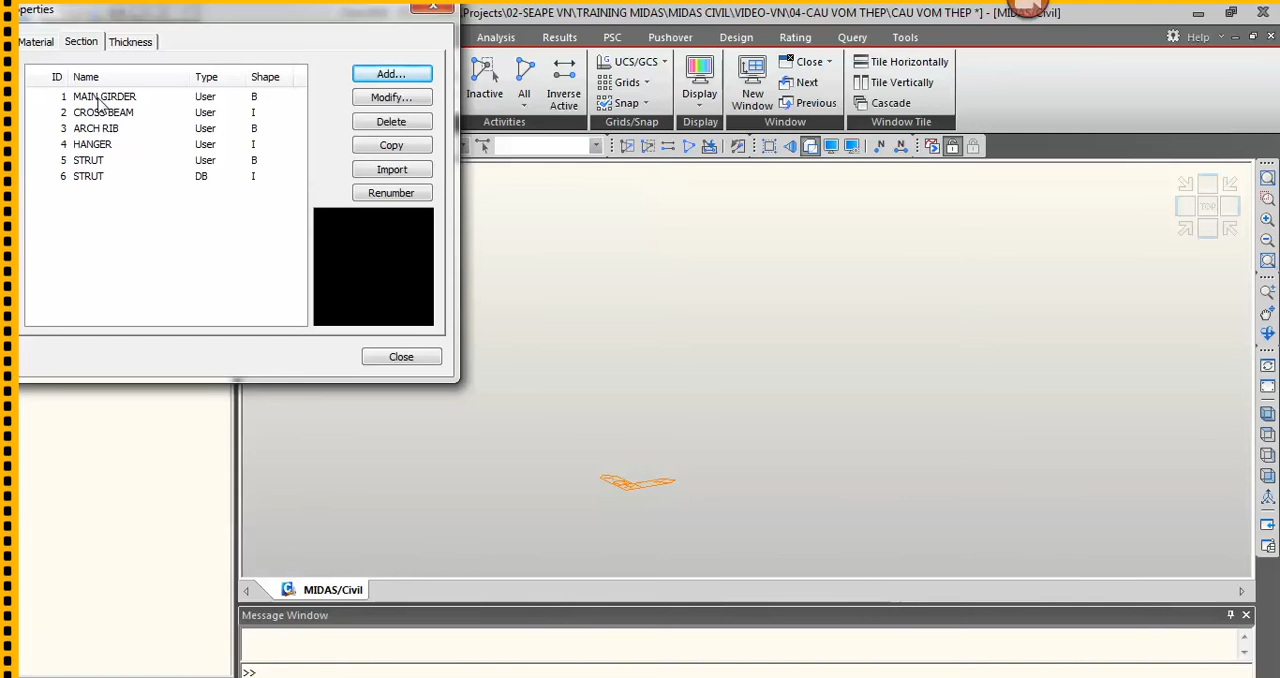 operties
Projects\02-SEAPE VN\TRAINING MIDAS\MIDAS CIVIL\VIDEO-VN\04-CAU VOM THEP\CAU VOM THEP *] - [MIDAS/Civil]
Analysis Results PSC Pushover Design Rating Query Tools
Help
Material Section Thickness
ID Name Type Shape
1 MAIN GIRDER User B
2 CROSS BEAM User I
3 ARCH RIB User B
4 HANGER User I
5 STRUT User
6 STRUT DB I
Add...
Modify...
Delete
Copy
Import
Renumber
Close
Inactive
All
Inverse
Active
Activities
UCS/GCS
Grids
Snap
Grids/Snap
Display
Display
New
Window
Close
Next
Previous
Window
Tile Horizontally
Tile Vertically
Cascade
Window Tile
N N
TOP
MIDAS/Civil
Message Window
>>